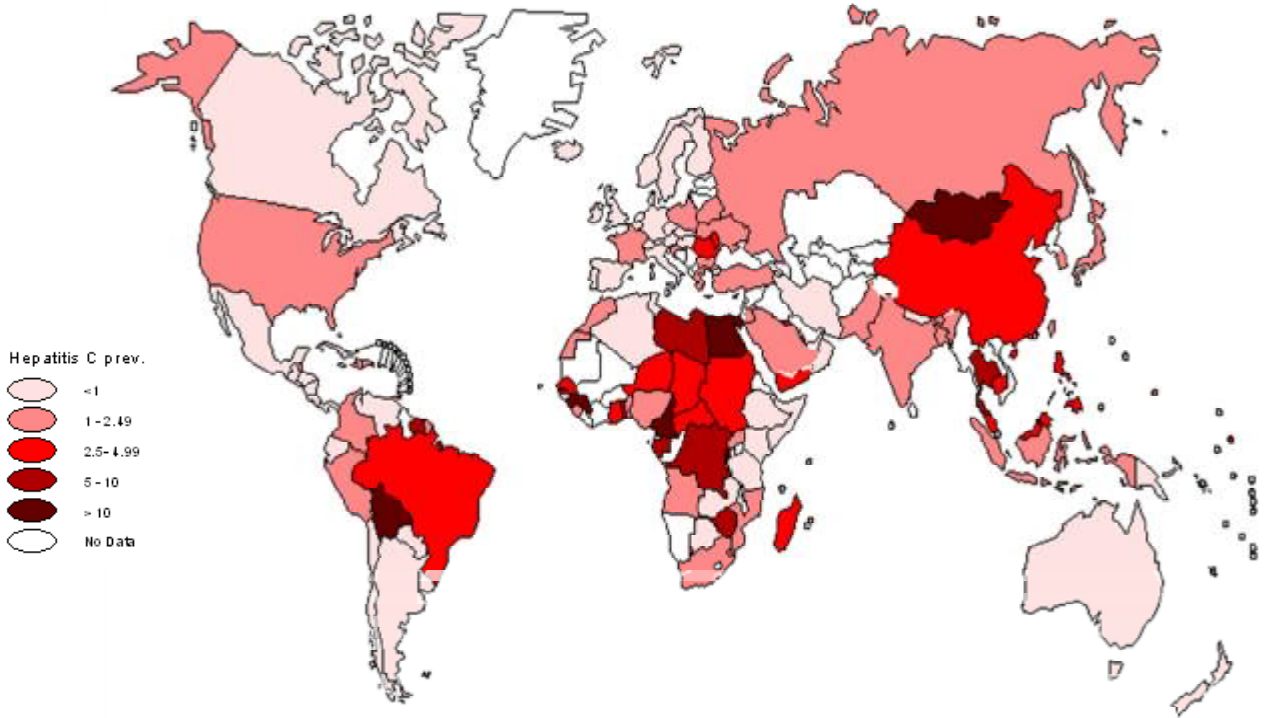 Hepatitis C prev.
<1
1-2.49
2.5-4.99
5-10
>10
No Data